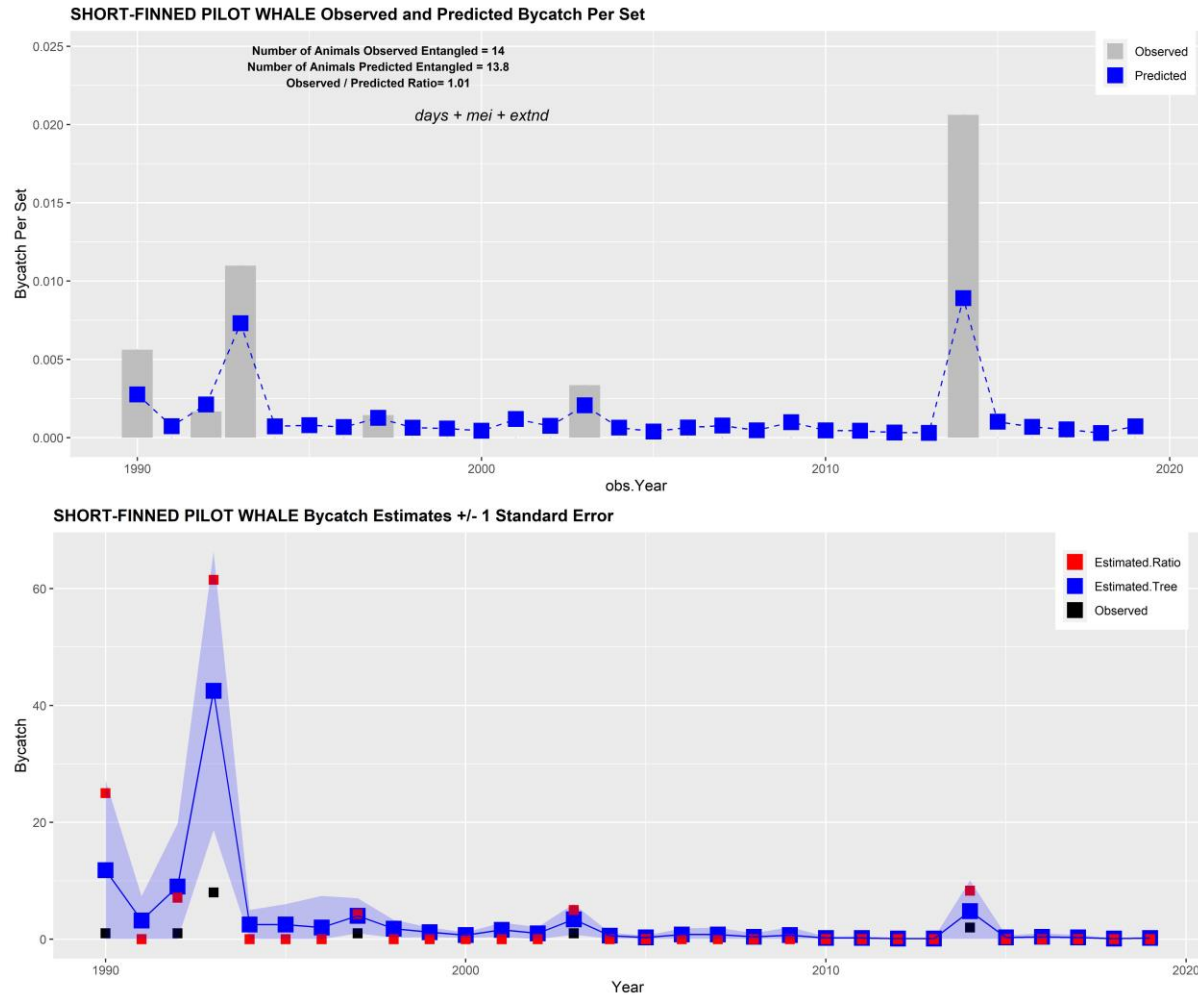 SHORT-FINNED PILOT WHALE Observed and Predicted Bycatch Per Set
Number of Animals Observed Entangled = 14
Number of Animals Predicted Entangled = 13.8
Observed / Predicted Ratio= 1.01
days + mei + extnd
Observed
Predicted
Bycatch Per Set
0.025
0.020
0.015
0.010
0.005
0.000
1990
2000
2010
2020
obs.Year
SHORT-FINNED PILOT WHALE Bycatch Estimates +/- 1 Standard Error
Estimated.Ratio
Estimated.Tree
Observed
Bycatch
60
40
20
0
1990
2000
2010
2020
Year